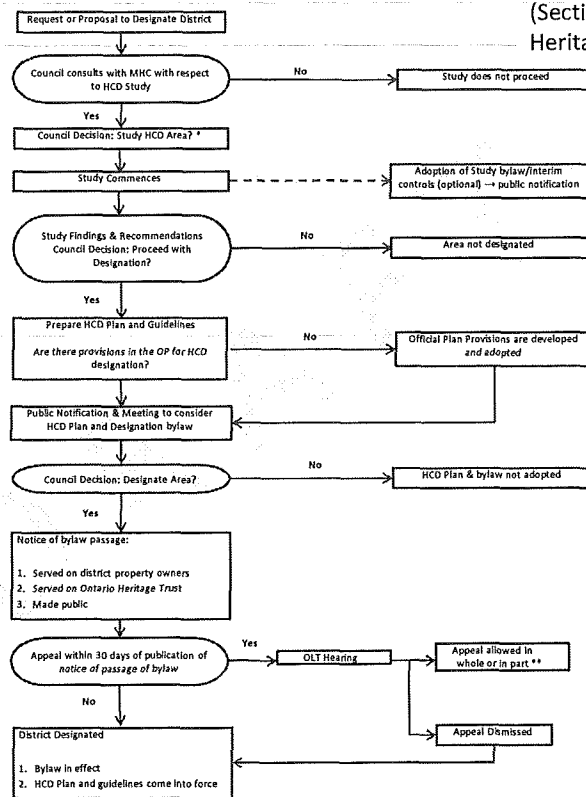 (Secti
Herita
Request or Proposal to Designate District
Council consults with MHC with respect
to HCD Study
No
Study does not proceed
Yes
Council Decision: Study HCD Area? *
Study Commences
Adoption of Study bylaw/interim
controls (optional) → public notification
Study Findings & Recommendations
Council Decision: Proceed with
Designation?
No
Area not designated
Yes
Prepare HCD Plan and Guidelines
Are there provisions in the OP for HCD
designation?
No
Official Plan Provisions are developed
and adopted
Public Notification & Meeting to consider
HCD Plan and Designation bylaw
Council Decision: Designate Area?
No
HCD Plan & bylaw not adopted
Yes
Notice of bylaw passage:
1. Served on district property owners
2. Served on Ontario Heritage Trust
3. Made public
Appeal within 30 days of publication of
notice of passage of bylaw
Yes
OLT Hearing
Appeal allowed in
whole or in part **
No
Appeal Dismissed
District Designated
1. Bylaw in effect
2. HCD Plan and guidelines come into force